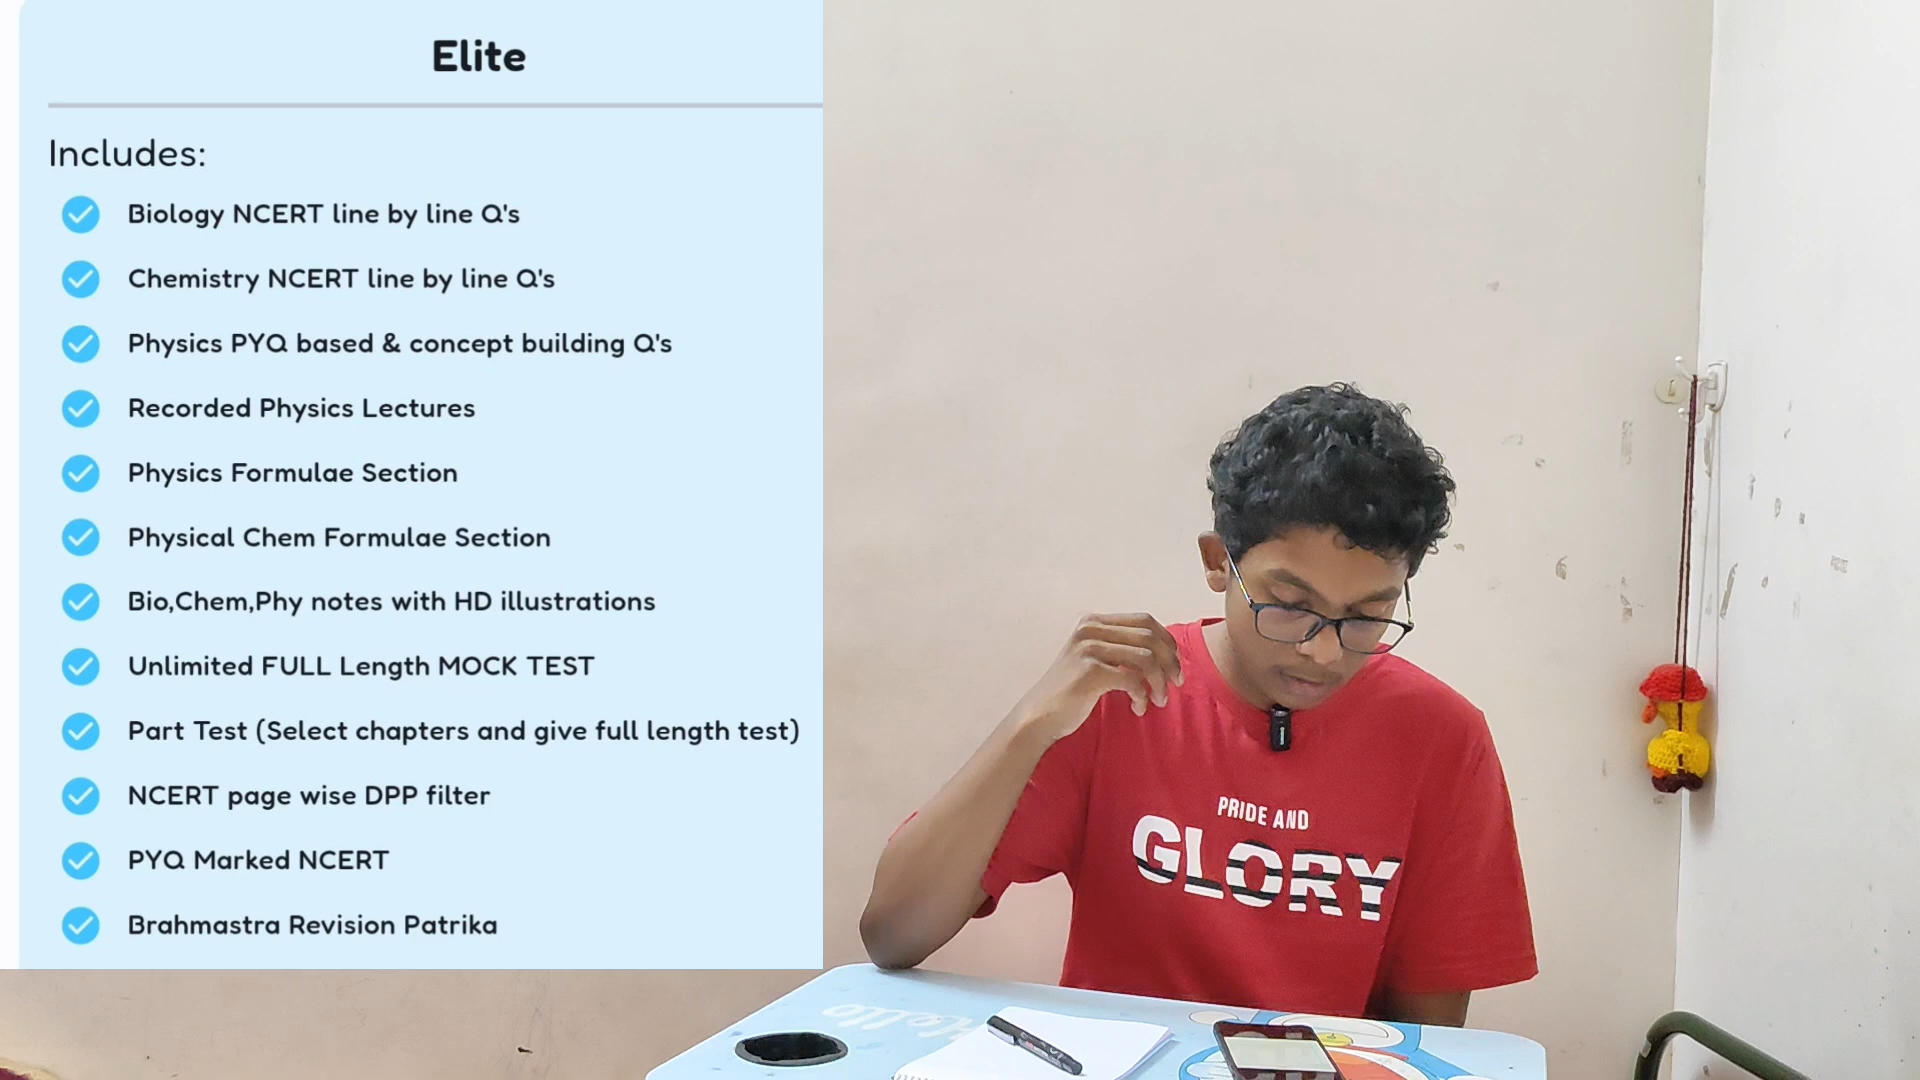 Elite
Includes:
Biology NCERT line by line Q's
Chemistry NCERT line by line Q's
Physics PYQ based & concept building Q's
Recorded Physics Lectures
Physics Formulae Section
Physical Chem Formulae Section
Bio,Chem,Phy notes with HD illustrations
Unlimited FULL Length MOCK TEST
Part Test (Select chapters and give full length test)
NCERT page wise DPP filter
PYQ Marked NCERT
Brahmastra Revision Patrika
PRIDE AND
GLORY
Hello